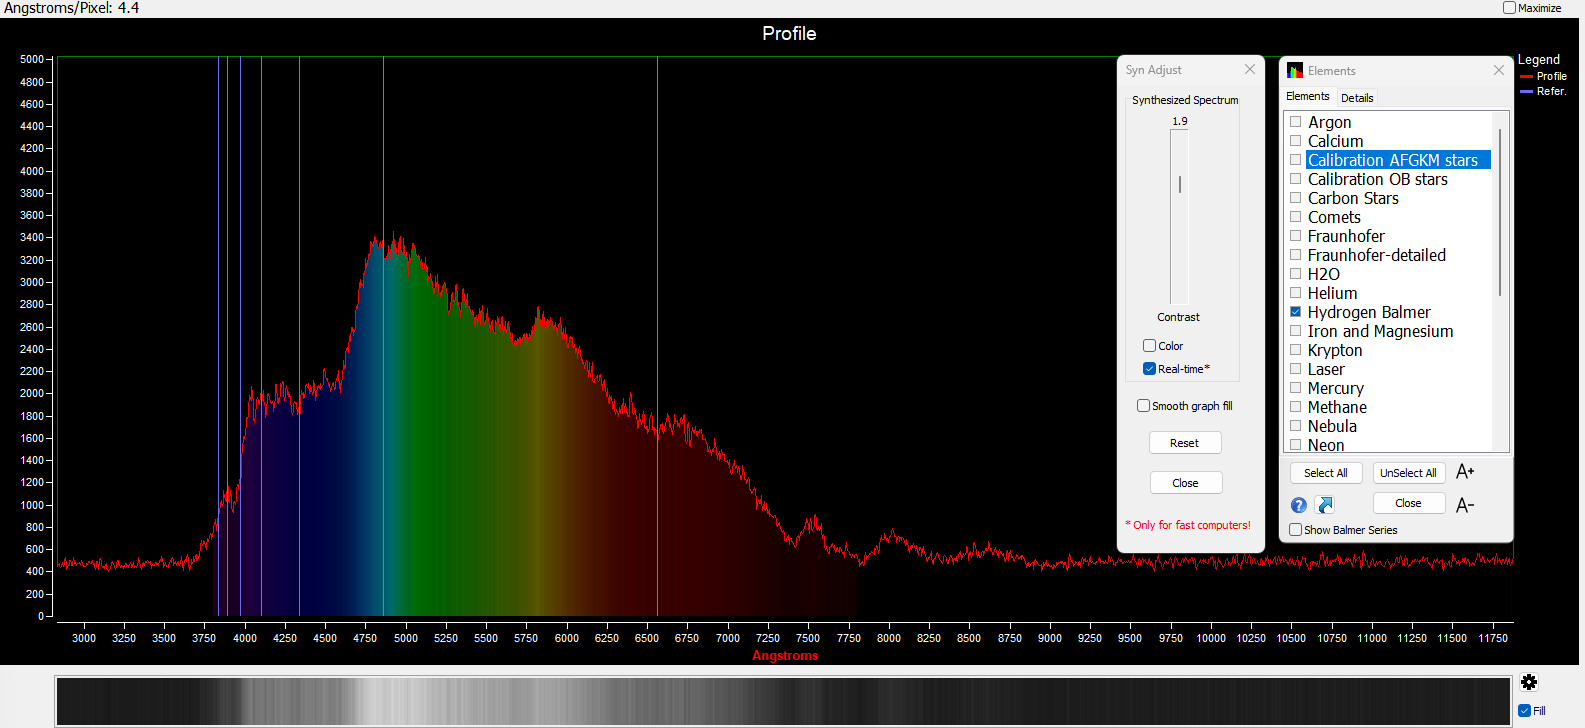 Angstroms/Pixel: 4.4
Maximize
Profile
Legend
Profile
Refer.
5000
4800
4600
4400
4200
4000
3800
3600
3400
3200
3000
2800
2600
2400
2200
2000
1800
1600
1400
1200
1000
800
600
400
200
0
3000 3250 3500 3750 4000 4250 4500 4750 5000 5250 5500 5750 6000 6250 6500 6750 7000 7250 7500 7750 8000 8250 8500 8750 9000 9250 9500 9750 10000 10250 10500 10750 11000 11250 11500 11750
Angstroms
Syn Adjust
Synthesized Spectrum
1.9
Contrast
Color
Real-time*
Smooth graph fill
Reset
Close
* Only for fast computers!
Elements
Elements Details
Argon
Calcium
Calibration AFGKM stars
Calibration OB stars
Carbon Stars
Comets
Fraunhofer
Fraunhofer-detailed
H2O
Helium
Hydrogen Balmer
Iron and Magnesium
Krypton
Laser
Mercury
Methane
Nebula
Neon
Select All UnSelect All A+
? Close A-
Show Balmer Series
Fill